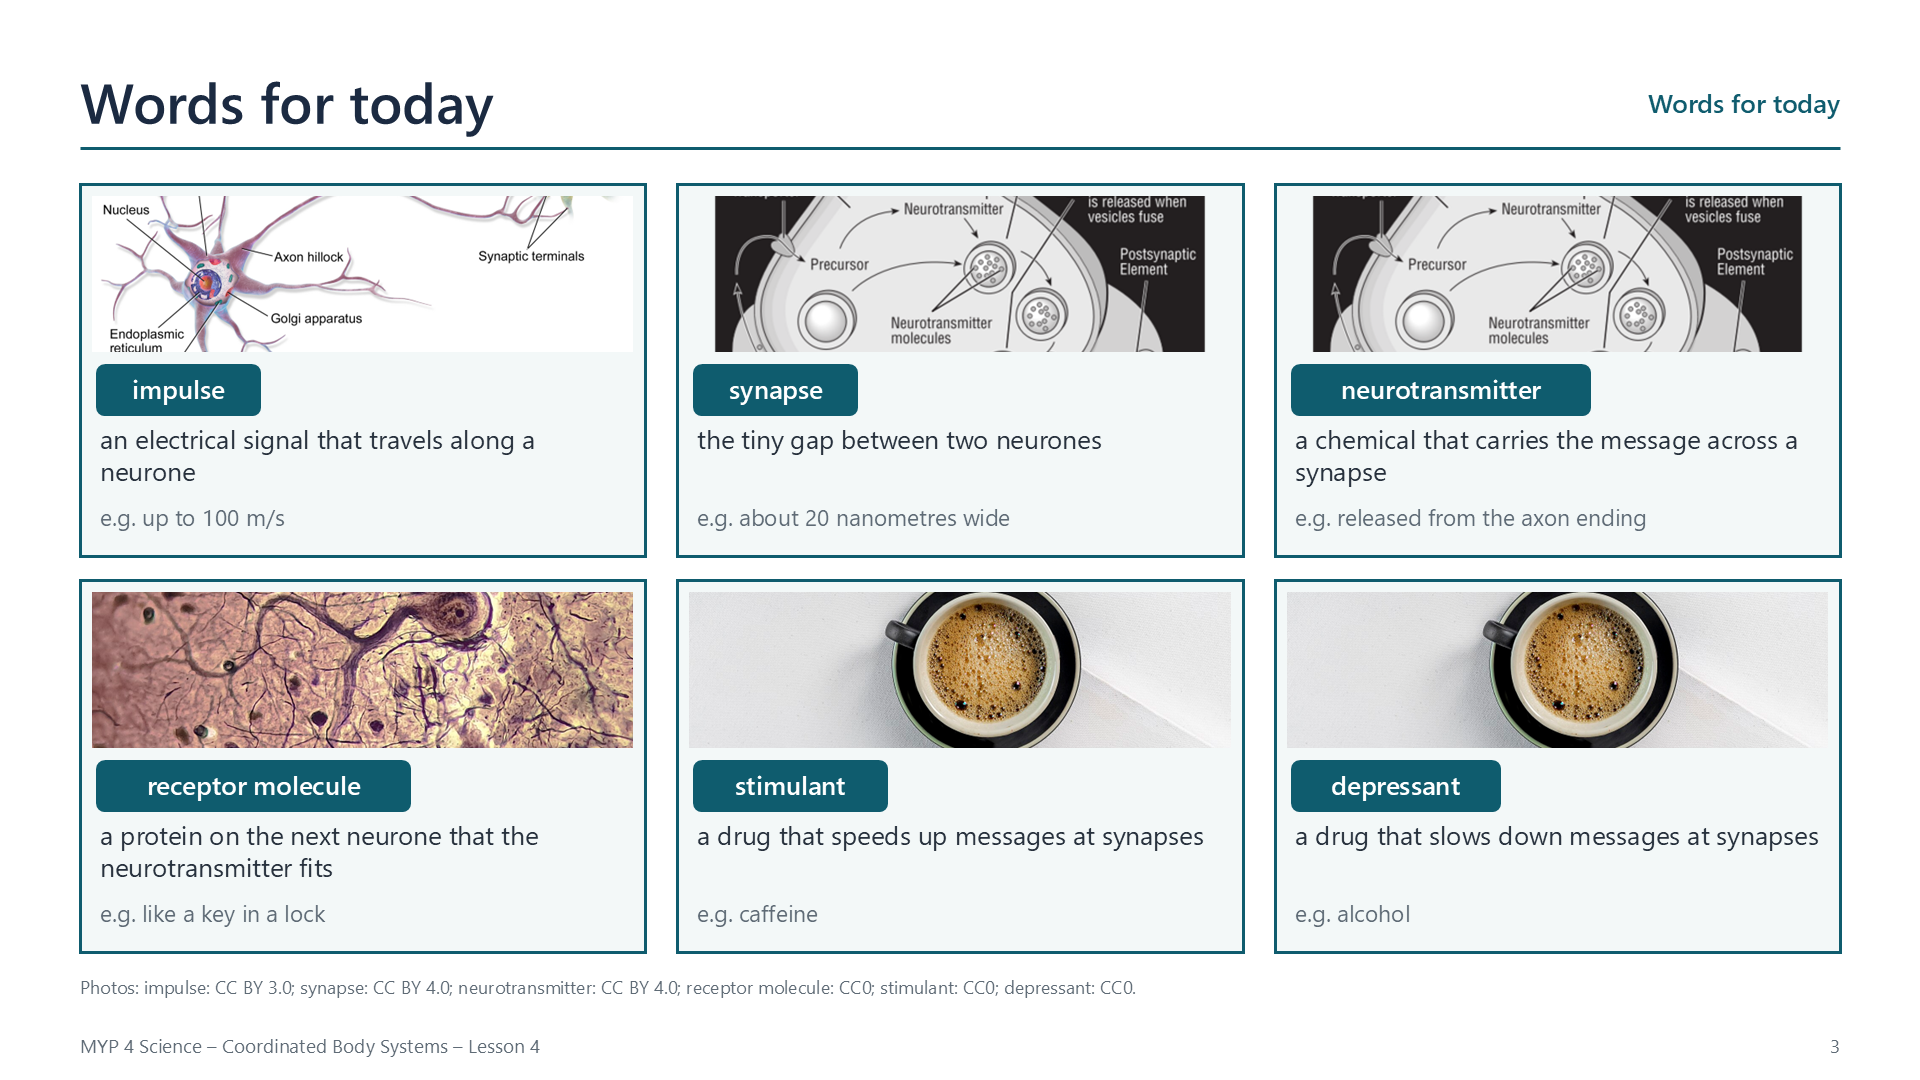 Words for today
Words for today
Nucleus
Axon hillock
Synaptic terminals
Golgi apparatus
Endoplasmic
reticulum
impulse
an electrical signal that travels along a
neurone
e.g. up to 100 m/s
is released when
vesicles fuse
Neurotransmitter
Precursor
Postsynaptic
Element
Neurotransmitter
molecules
synapse
the tiny gap between two neurones
e.g. about 20 nanometres wide
is released when
vesicles fuse
Neurotransmitter
Precursor
Postsynaptic
Element
Neurotransmitter
molecules
neurotransmitter
a chemical that carries the message across a
synapse
e.g. released from the axon ending
receptor molecule
a protein on the next neurone that the
neurotransmitter fits
e.g. like a key in a lock
stimulant
a drug that speeds up messages at synapses
e.g. caffeine
depressant
a drug that slows down messages at synapses
e.g. alcohol
Photos: impulse: CC BY 3.0; synapse: CC BY 4.0; neurotransmitter: CC BY 4.0; receptor molecule: CC0; stimulant: CC0; depressant: CC0.
MYP 4 Science – Coordinated Body Systems – Lesson 4
3